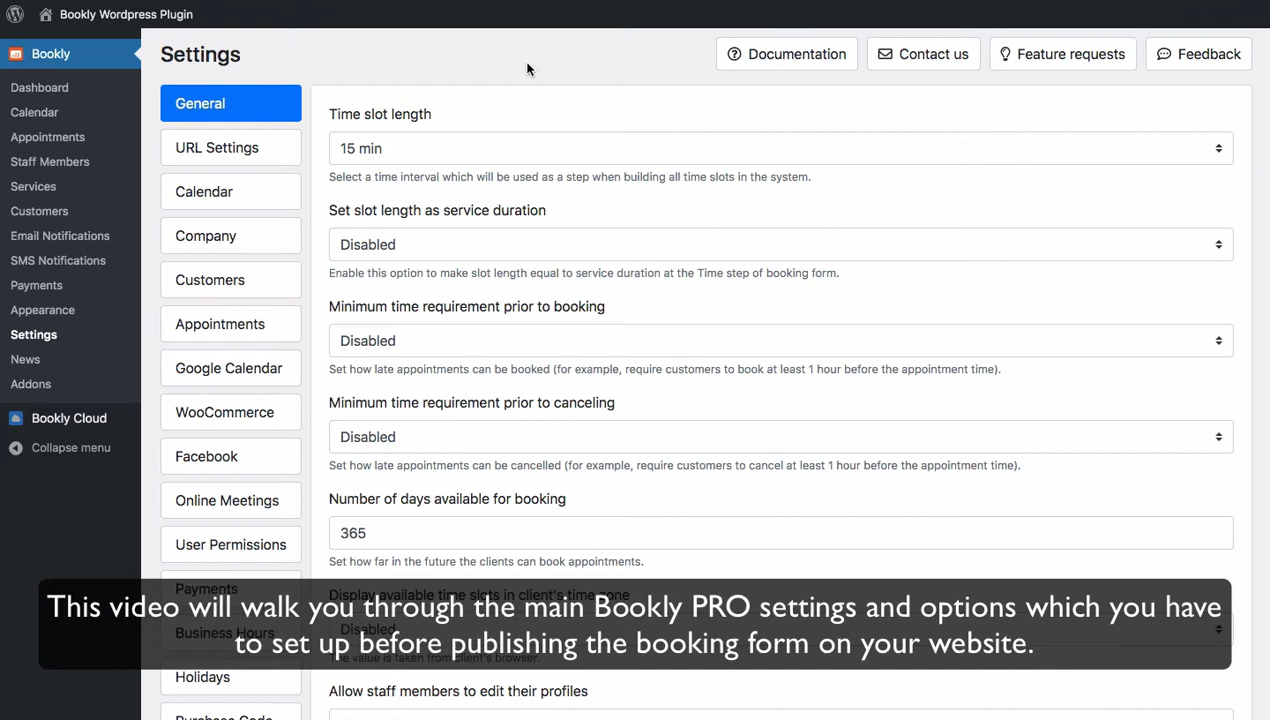 Bookly Wordpress Plugin
Bookly
Dashboard
Calendar
Appointments
Staff Members
Services
Customers
Email Notifications
SMS Notifications
Payments
Appearance
Settings
News
Addons
Bookly Cloud
Collapse menu
Settings
Documentation
Contact us
Feature requests
Feedback
General
URL Settings
Calendar
Company
Customers
Appointments
Google Calendar
WooCommerce
Facebook
Online Meetings
User Permissions
Payments
Business Hours
Holidays
Purchase Code
Time slot length
15 min
Select a time interval which will be used as a step when building all time slots in the system.
Set slot length as service duration
Disabled
Enable this option to make slot length equal to service duration at the Time step of booking form.
Minimum time requirement prior to booking
Disabled
Set how late appointments can be booked (for example, require customers to book at least 1 hour before the appointment time).
Minimum time requirement prior to canceling
Disabled
Set how late appointments can be cancelled (for example, require customers to cancel at least 1 hour before the appointment time).
Number of days available for booking
365
Set how far in the future the clients can book appointments.
Display available time slots in client's time zone
Disabled
The value is taken from client's browser.
Allow staff members to edit their profiles
This video will walk you through the main Bookly PRO settings and options which you have
to set up before publishing the booking form on your website.